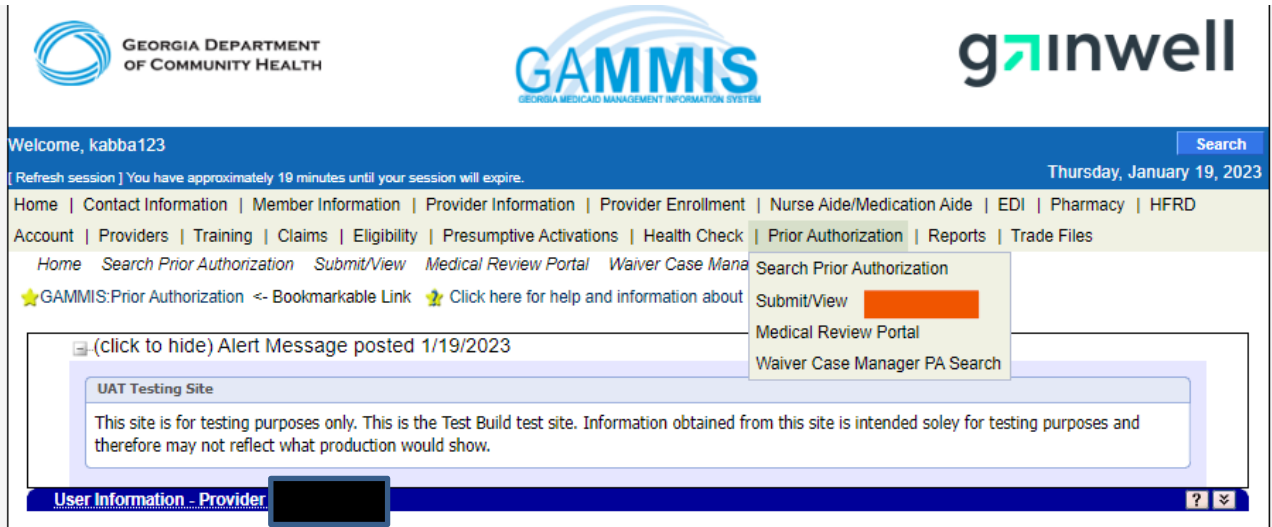 GEORGIA DEPARTMENT
OF COMMUNITY HEALTH
GAMMIS
GEORGIA MEDICAID MANAGEMENT INFORMATION SYSTEM
gainwell
Welcome, kabba123
Search
[ Refresh session ] You have approximately 19 minutes until your session will expire.
Thursday, January 19, 2023
Home | Contact Information | Member Information | Provider Information | Provider Enrollment | Nurse Aide/Medication Aide | EDI | Pharmacy | HFRD
Account | Providers | Training | Claims | Eligibility | Presumptive Activations | Health Check | Prior Authorization | Reports | Trade Files
Home Search Prior Authorization Submit/View Medical Review Portal Waiver Case Mana
Search Prior Authorization
GAMMIS:Prior Authorization <- Bookmarkable Link Click here for help and information about
Submit/View
Medical Review Portal
Waiver Case Manager PA Search
(click to hide) Alert Message posted 1/19/2023
UAT Testing Site
This site is for testing purposes only. This is the Test Build test site. Information obtained from this site is intended soley for testing purposes and
therefore may not reflect what production would show.
User Information - Provider
?